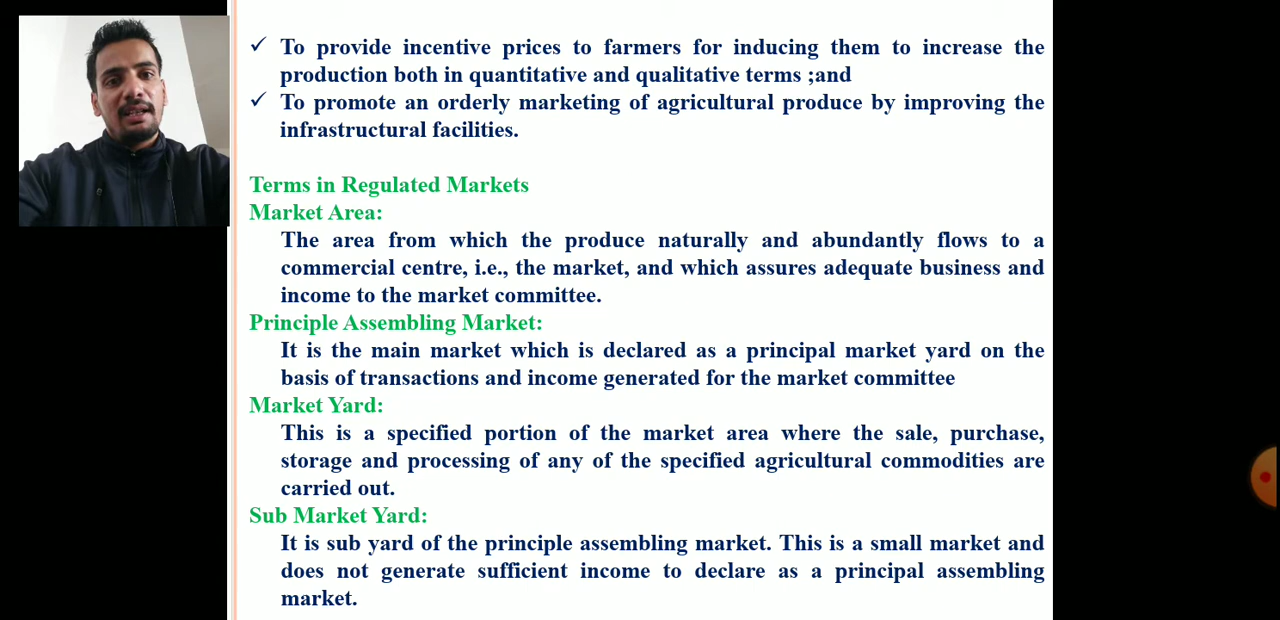 ✓ To provide incentive prices to farmers for inducing them to increase the
production both in quantitative and qualitative terms ;and
✓ To promote an orderly marketing of agricultural produce by improving the
infrastructural facilities.
Terms in Regulated Markets
Market Area:
The area from which the produce naturally and abundantly flows to a
commercial centre, i.e., the market, and which assures adequate business and
income to the market committee.
Principle Assembling Market:
It is the main market which is declared as a principal market yard on the
basis of transactions and income generated for the market committee
Market Yard:
This is a specified portion of the market area where the sale, purchase,
storage and processing of any of the specified agricultural commodities are
carried out.
Sub Market Yard:
It is sub yard of the principle assembling market. This is a small market and
does not generate sufficient income to declare as a principal assembling
market.